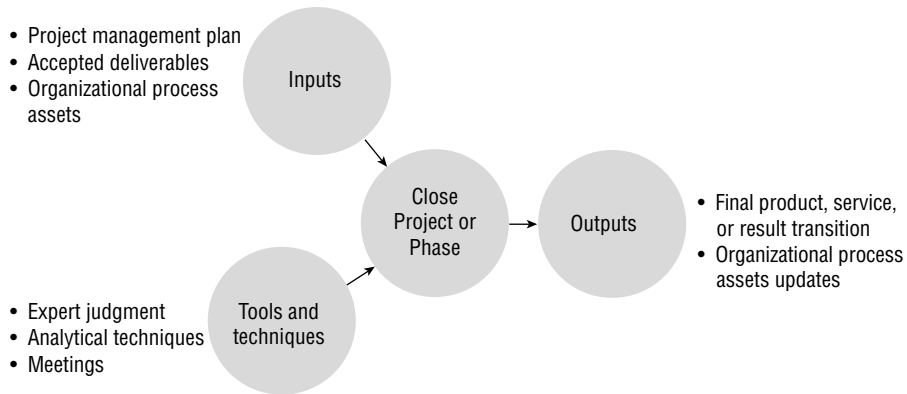 • Project management plan
• Accepted deliverables
• Organizational process
assets
Inputs
Close
Project or
Phase
Outputs
• Final product, service,
or result transition
• Organizational process
assets updates
• Expert judgment
• Analytical techniques
• Meetings
Tools and
techniques